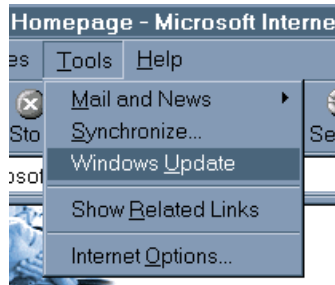 Homepage - Microsoft Interne
es Tools Help
Mail and News
Sto Synchronize... Se
Windows Update
osof
Show Related Links
Internet Options...